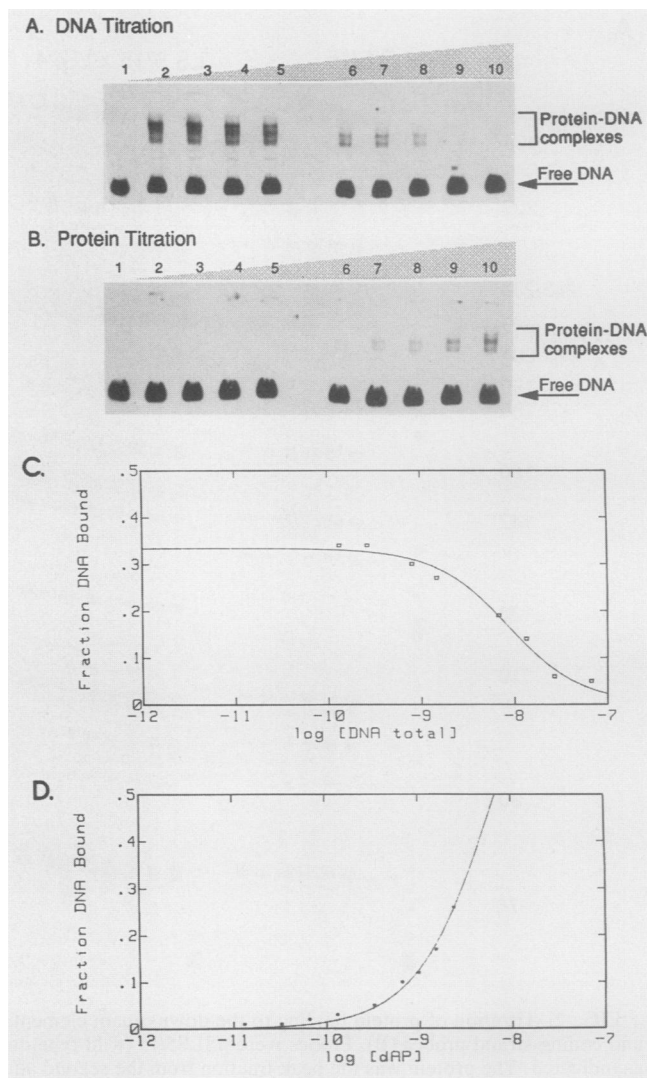 A. DNA Titration
1 2 3 4 5 6 7 8 9 10
Protein-DNA
complexes
Free DNA
B. Protein Titration
1 2 3 4 5 6 7 8 9 10
Protein-DNA
complexes
Free DNA
C.
Fraction DNA Bound
.5
.4
.3
.2
.1
0
-12 -11 -10 -9 -8 -7
log [DNA total]
D.
Fraction DNA Bound
.5
.4
.3
.2
.1
0
-12 -11 -10 -9 -8 -7
log [dAP]